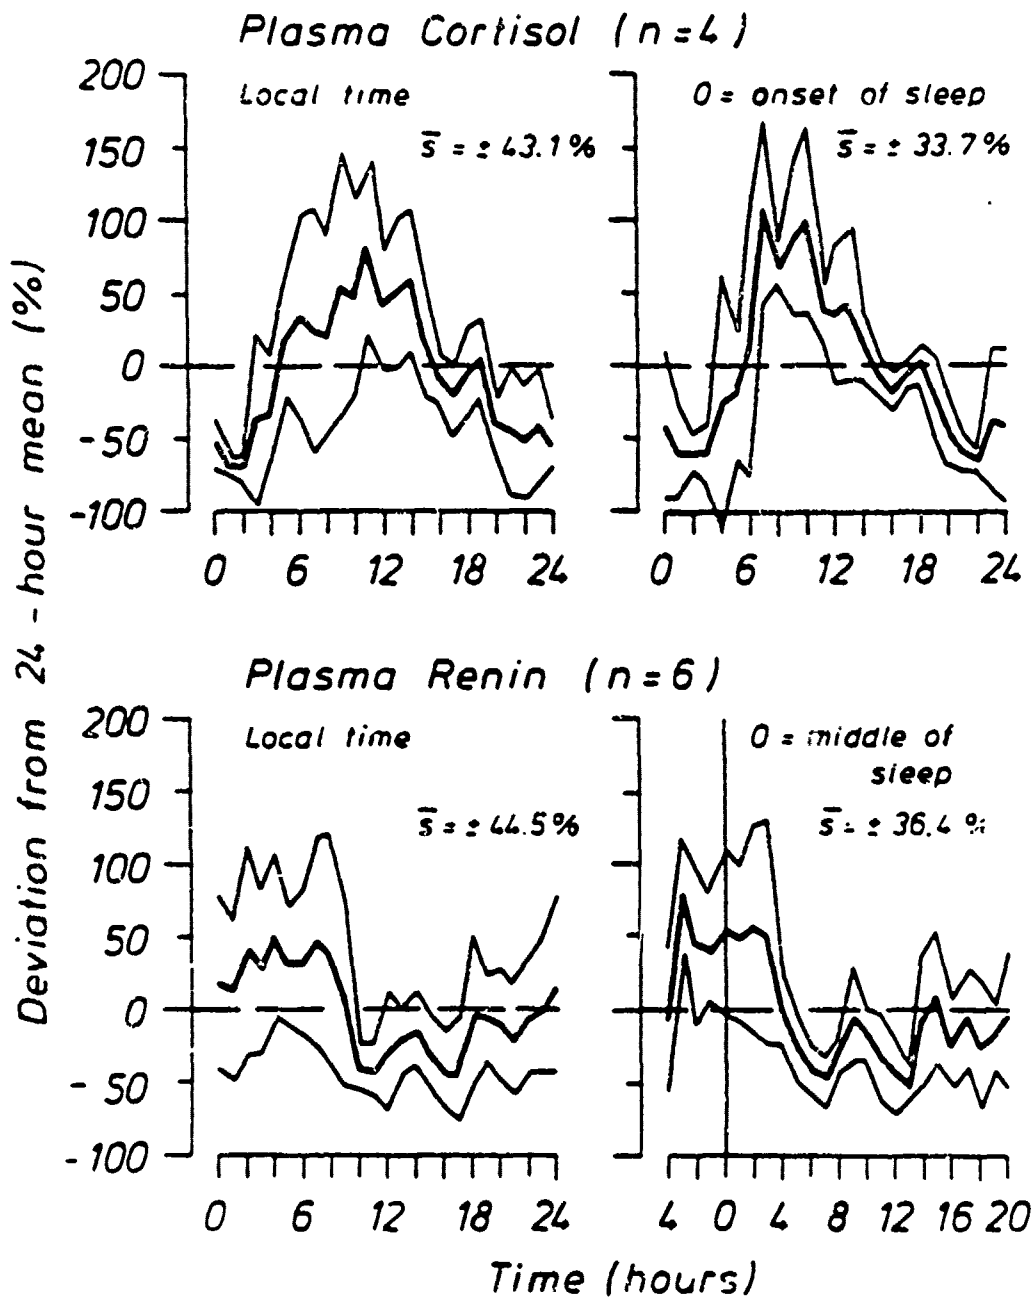 Plasma Cortisol (n=4)
Local time
s̄ = ± 43.1%
0 = onset of sleep
s̄ = ± 33.7%
200
150
100
50
0
-50
-100
0 6 12 18 24
0 6 12 18 24
Deviation from 24-hour mean (%)
Plasma Renin (n=6)
Local time
s̄ = ± 44.5%
0 = middle of
sleep
s̄ = ± 36.4 %
200
150
100
50
0
-50
-100
0 6 12 18 24
4 0 4 8 12 16 20
Time (hours)